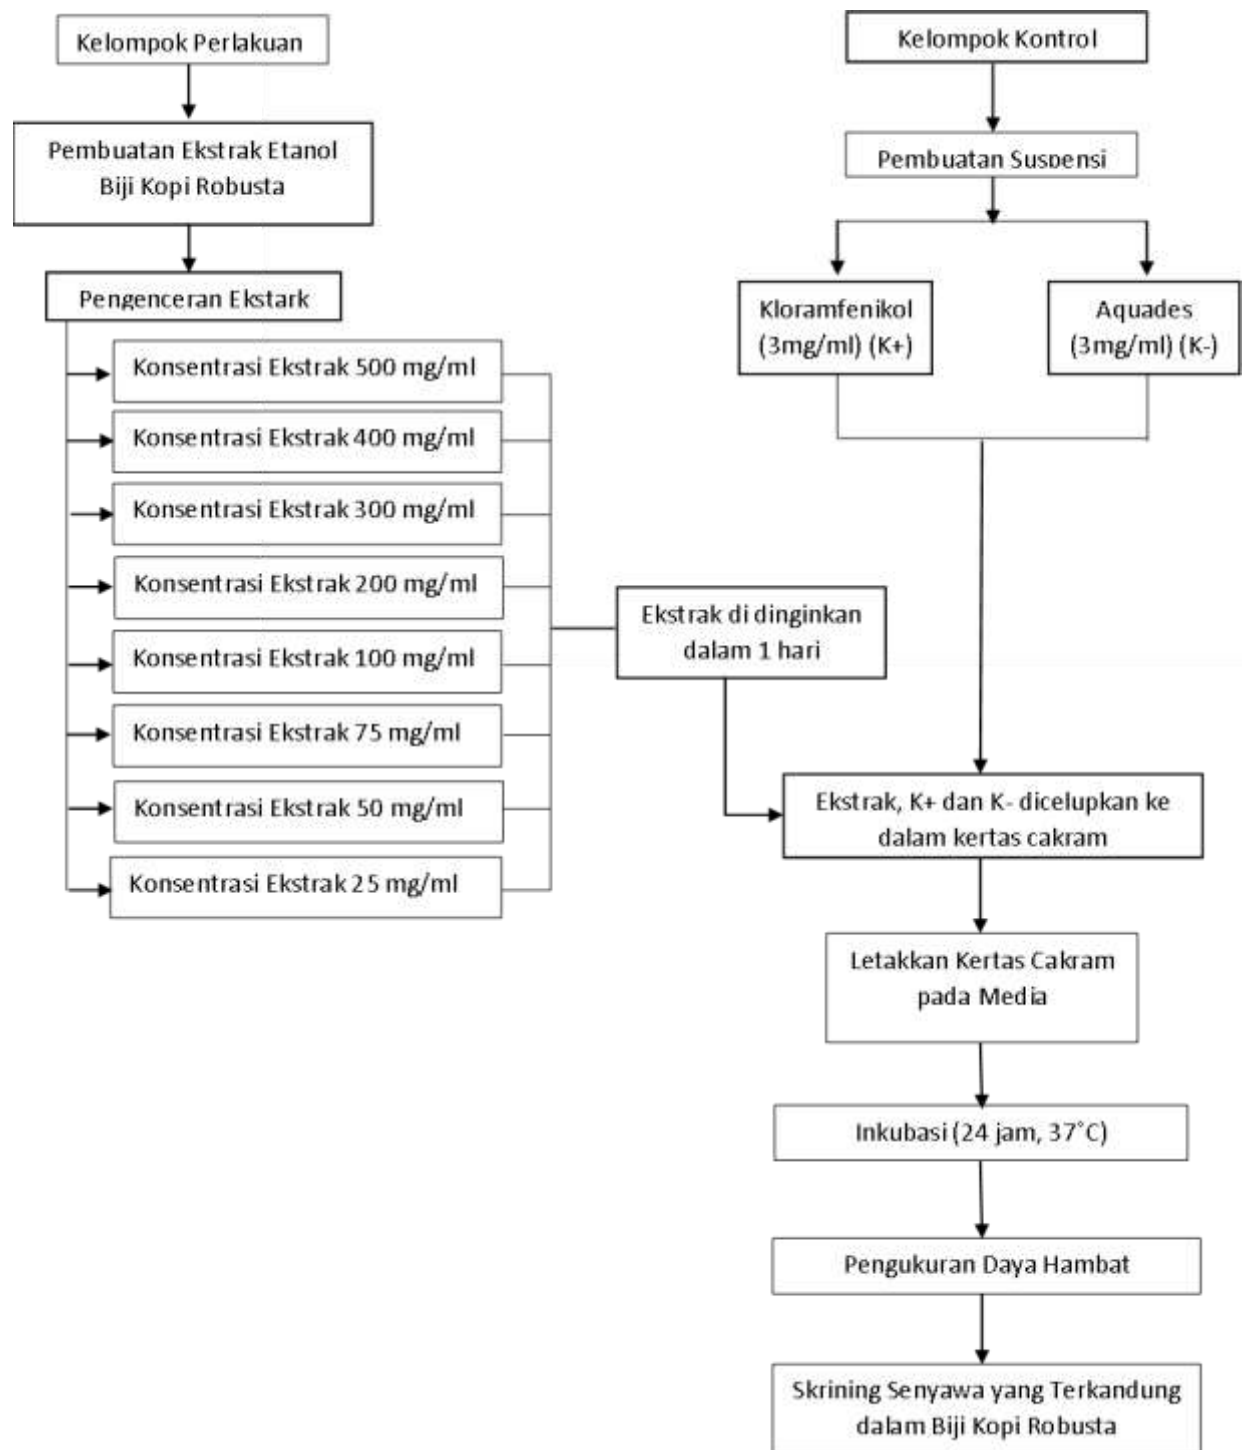 Kelompok Perlakuan
Pembuatan Ekstrak Etanol
Biji Kopi Robusta
Pengenceran Ekstark
Konsentrasi Ekstrak 500 mg/ml
Konsentrasi Ekstrak 400 mg/ml
Konsentrasi Ekstrak 300 mg/ml
Konsentrasi Ekstrak 200 mg/ml
Konsentrasi Ekstrak 100 mg/ml
Konsentrasi Ekstrak 75 mg/ml
Konsentrasi Ekstrak 50 mg/ml
Konsentrasi Ekstrak 25 mg/ml
Ekstrak di dinginkan
dalam 1 hari
Kelompok Kontrol
Pembuatan Suspensi
Kloramfenikol
(3mg/ml) (K+)
Aquades
(3mg/ml) (K-)
Ekstrak, K+ dan K- dicelupkan ke
dalam kertas cakram
Letakkan Kertas Cakram
pada Media
Inkubasi (24 jam, 37˚C)
Pengukuran Daya Hambat
Skrining Senyawa yang Terkandung
dalam Biji Kopi Robusta